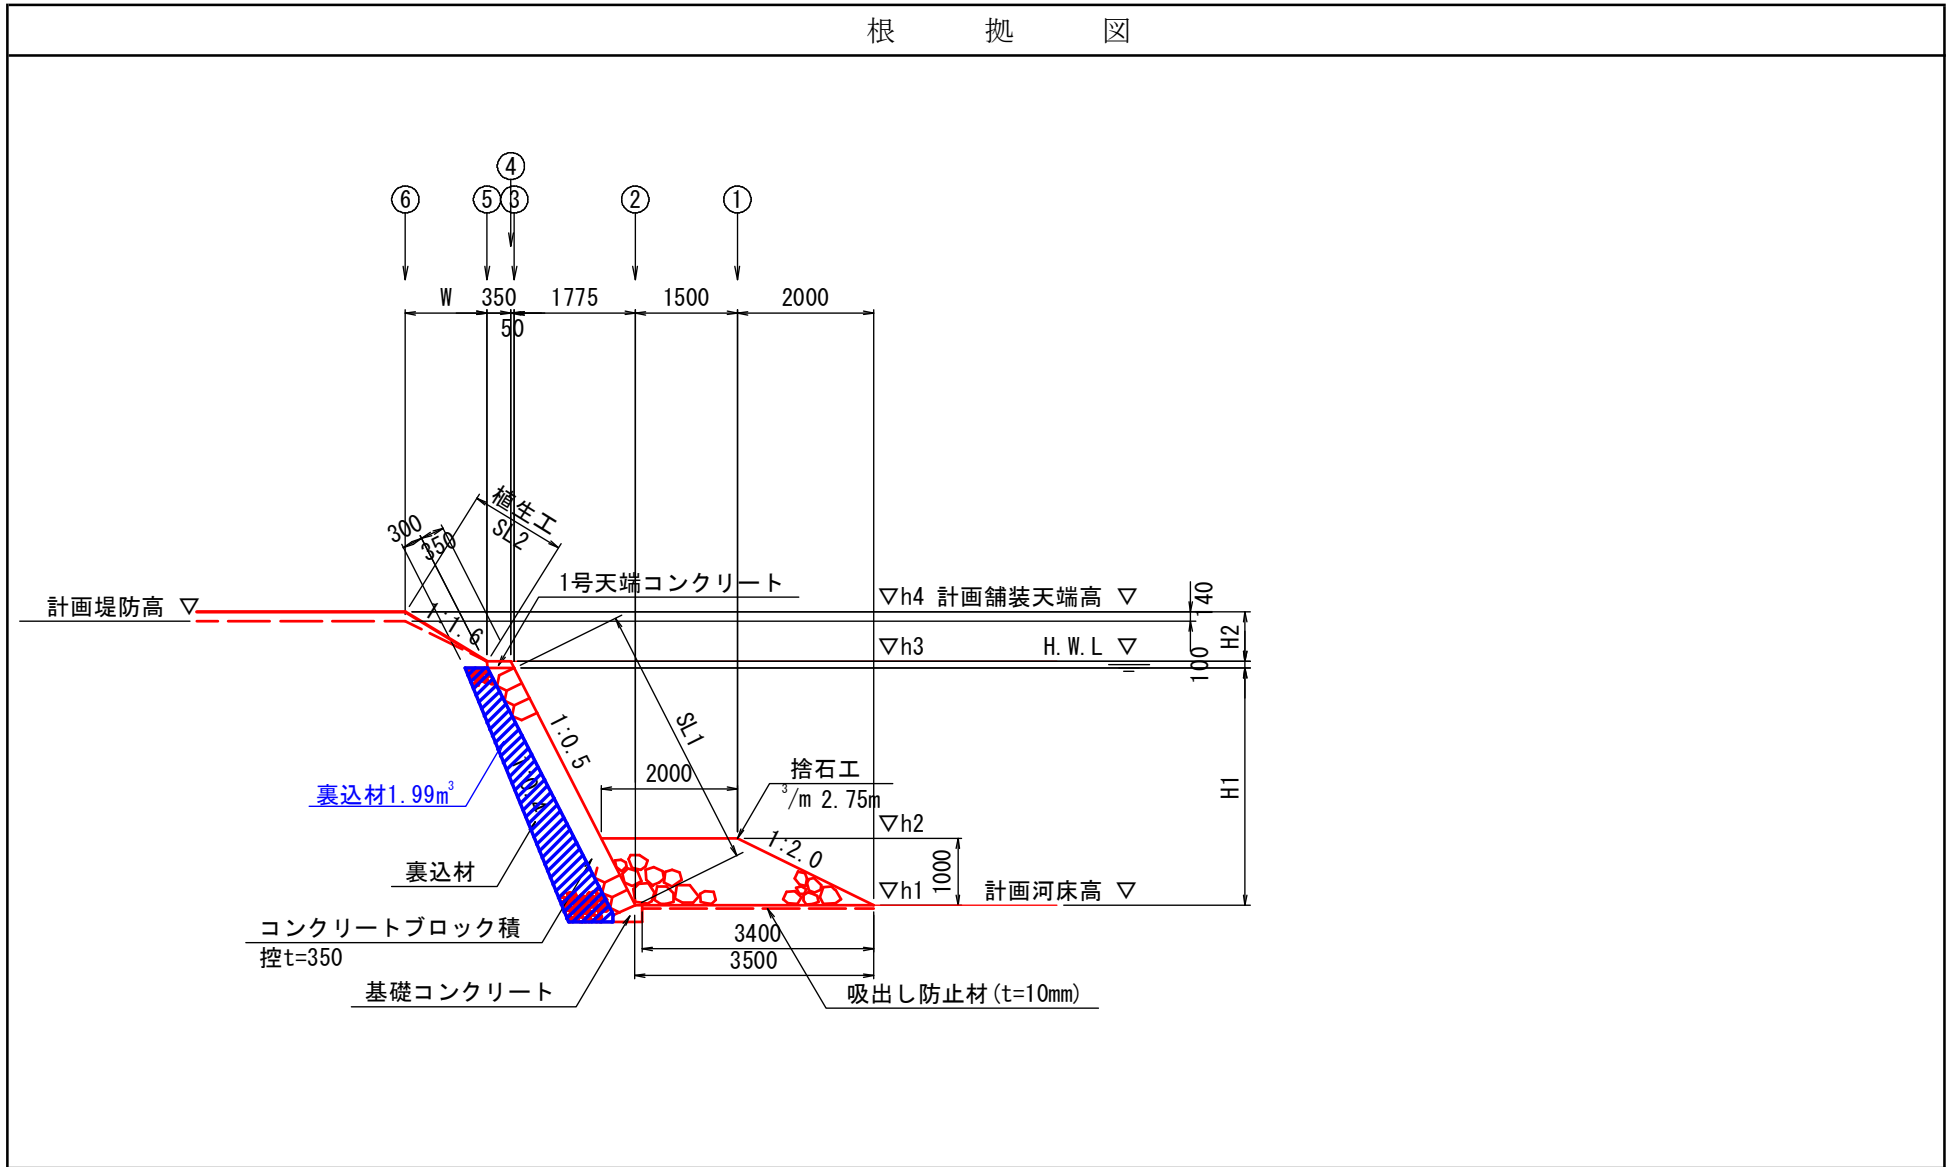 根拠図
④
⑥ ⑤ ③ ② ①
W 350 1775 1500 2000
50
植生工
SL2
300
350
1号天端コンクリート
計画堤防高 ▽
▽h4 計画舗装天端高 ▽
140
1:1.6
H2
▽h3 H.W.L ▽
100
SL1
1:0.5
2000
捨石工
³/m 2.75m
裏込材1.99m³
H1
▽h2
1:2.0
裏込材
1000
▽h1 計画河床高 ▽
コンクリートブロック積
控t=350
3400
3500
基礎コンクリート
吸出し防止材(t=10mm)